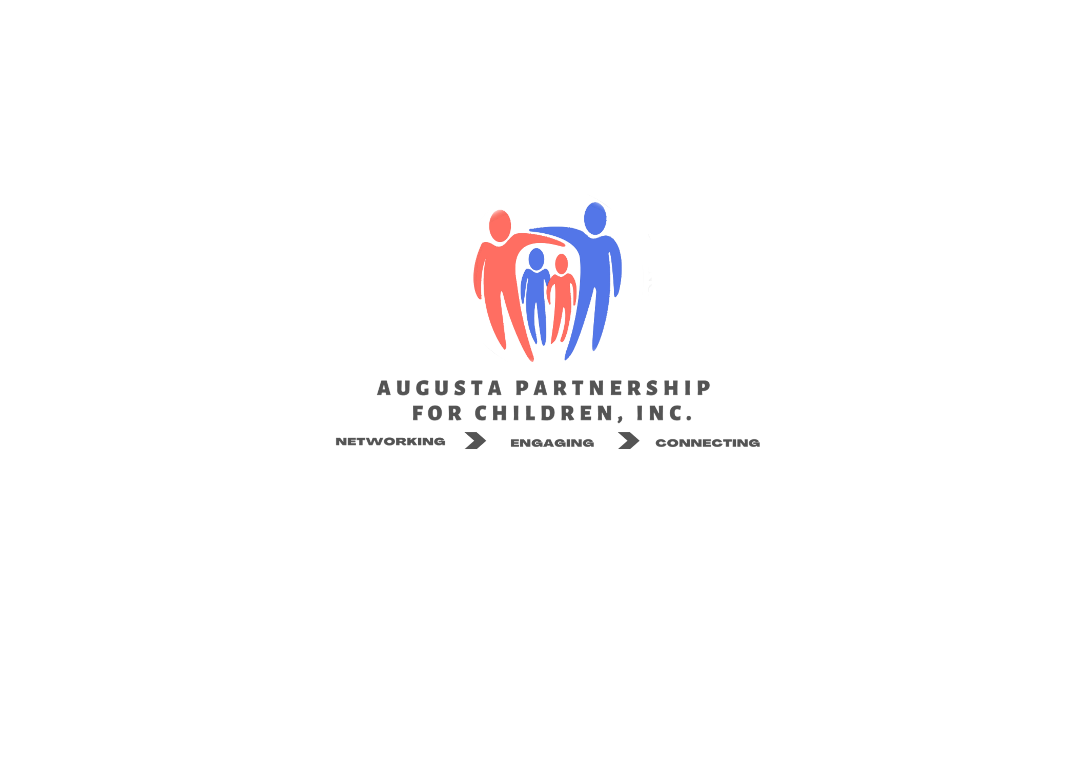 AUGUSTA PARTNERSHIP
FOR CHILDREN, INC.
NETWORKING ENGAGING CONNECTING